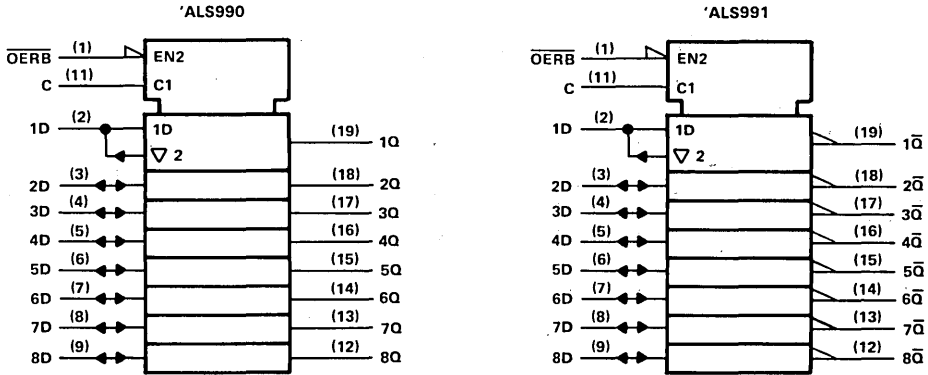 'ALS990
OERB (1) EN2
C (11) C1
1D (2) 1D (19) 1Q
▽ 2
2D (3) (18) 2Q
3D (4) (17) 3Q
4D (5) (16) 4Q
5D (6) (15) 5Q
6D (7) (14) 6Q
7D (8) (13) 7Q
8D (9) (12) 8Q
'ALS991
OERB (1) EN2
C (11) C1
1D (2) 1D (19) 1Q̅
▽ 2
2D (3) (18) 2Q̅
3D (4) (17) 3Q̅
4D (5) (16) 4Q̅
5D (6) (15) 5Q̅
6D (7) (14) 6Q̅
7D (8) (13) 7Q̅
8D (9) (12) 8Q̅